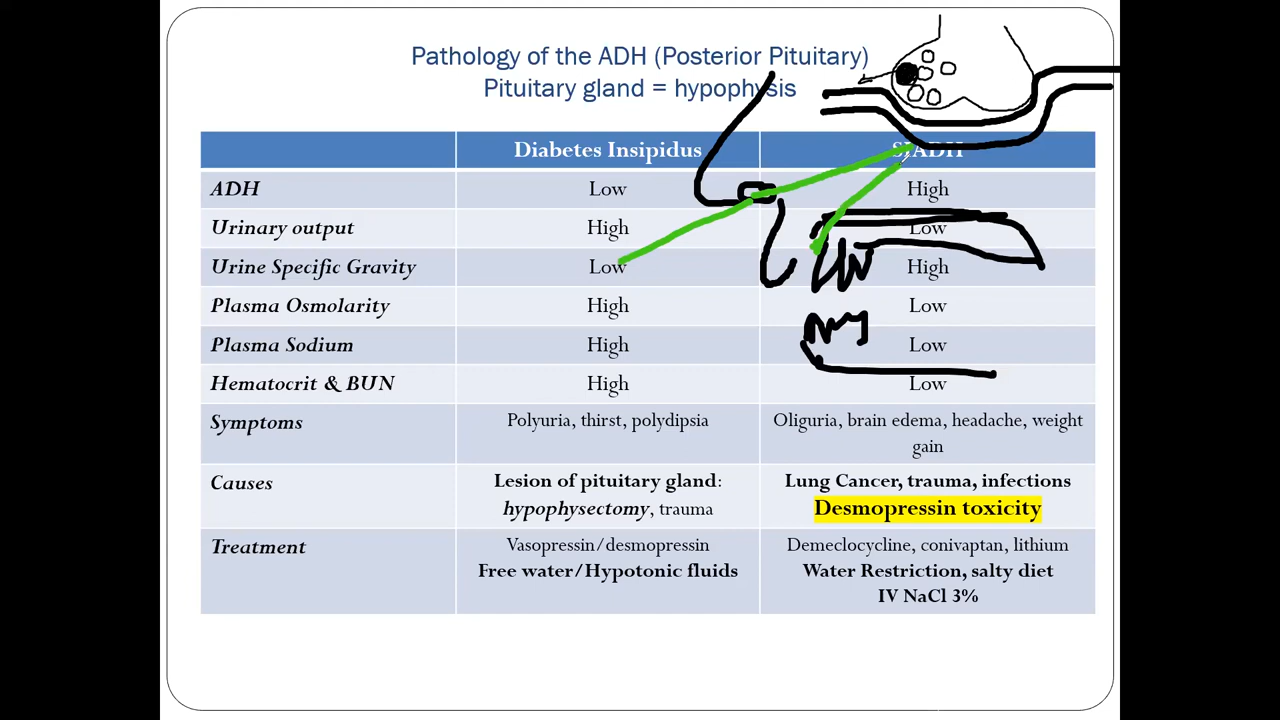 Pathology of the ADH (Posterior Pituitary)
Pituitary gland = hypophysis
Diabetes Insipidus SIADH
ADH Low High
Urinary output High Low
Urine Specific Gravity Low High
Plasma Osmolarity High Low
Plasma Sodium High Low
Hematocrit & BUN High Low
Symptoms Polyuria, thirst, polydipsia Oliguria, brain edema, headache, weight
gain
Causes Lesion of pituitary gland: Lung Cancer, trauma, infections
hypophysectomy, trauma Desmopressin toxicity
Treatment Vasopressin/desmopressin Demeclocycline, conivaptan, lithium
Free water/Hypotonic fluids Water Restriction, salty diet
IV NaCl 3%